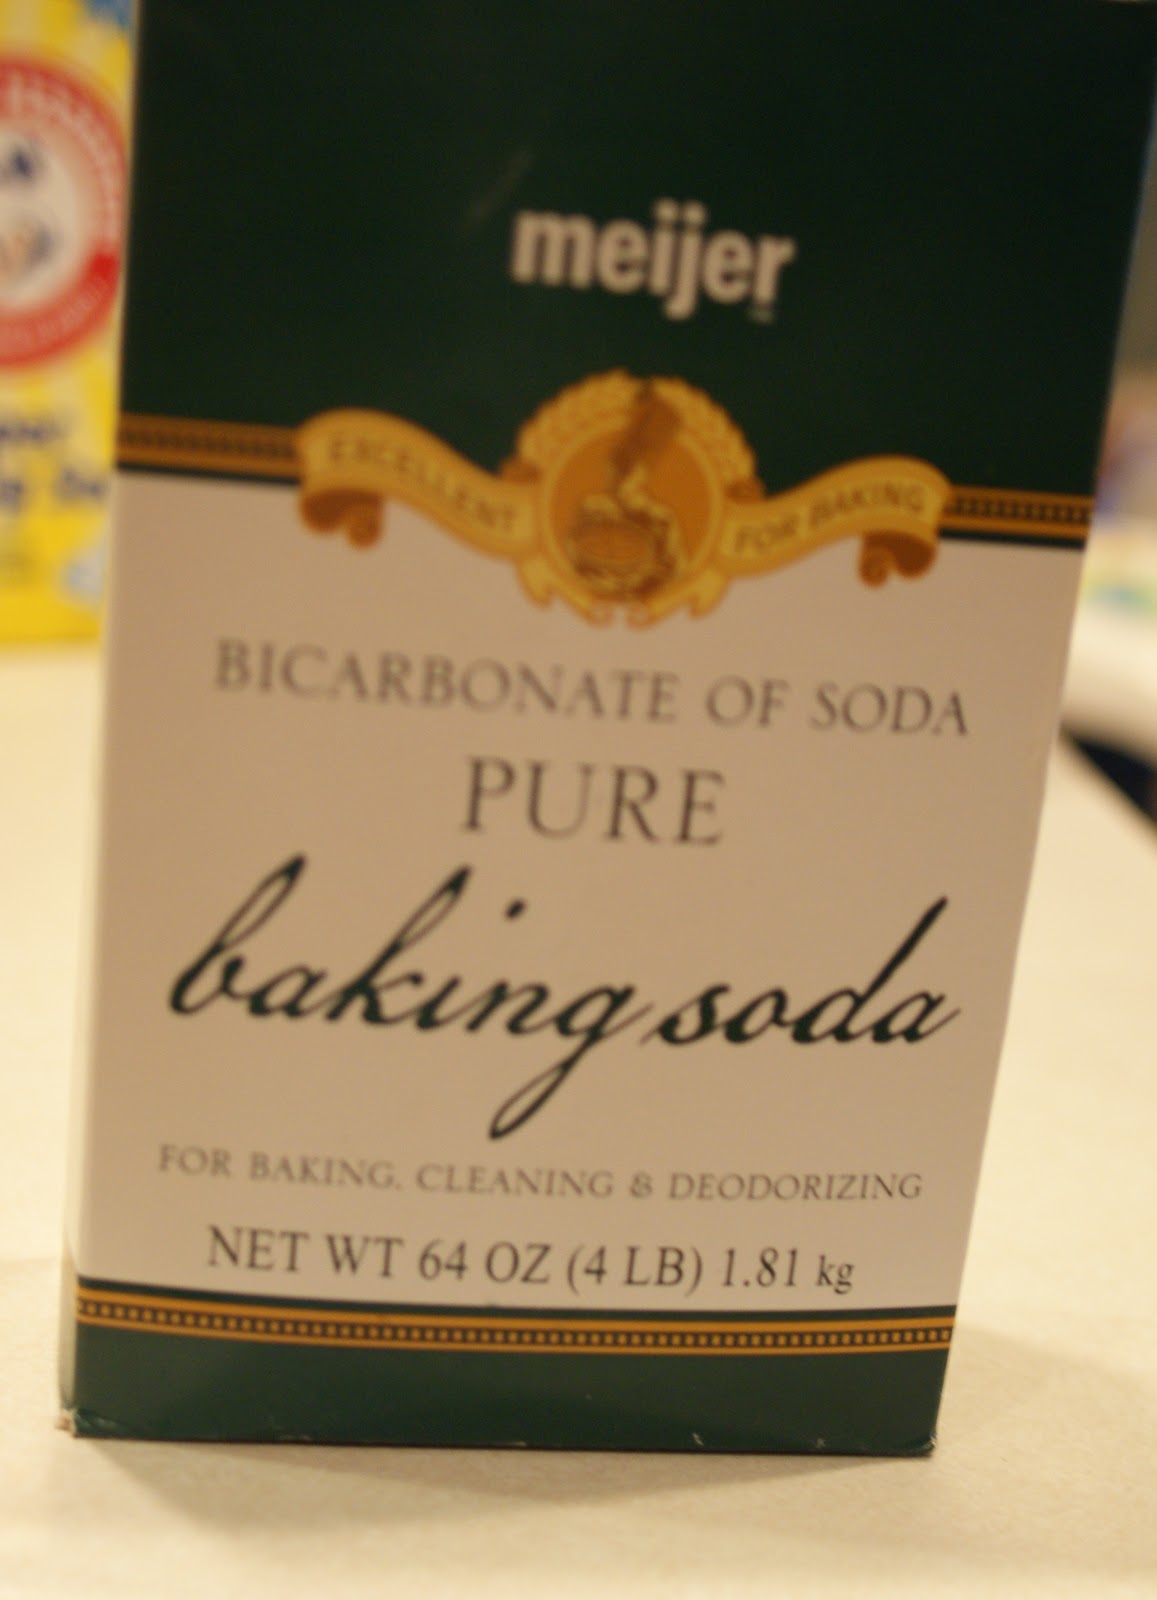 meijer
EXCELLENT FOR BAKING
BICARBONATE OF SODA
PURE
baking soda
FOR BAKING, CLEANING & DEODORIZING
NET WT 64 OZ (4 LB) 1.81 kg